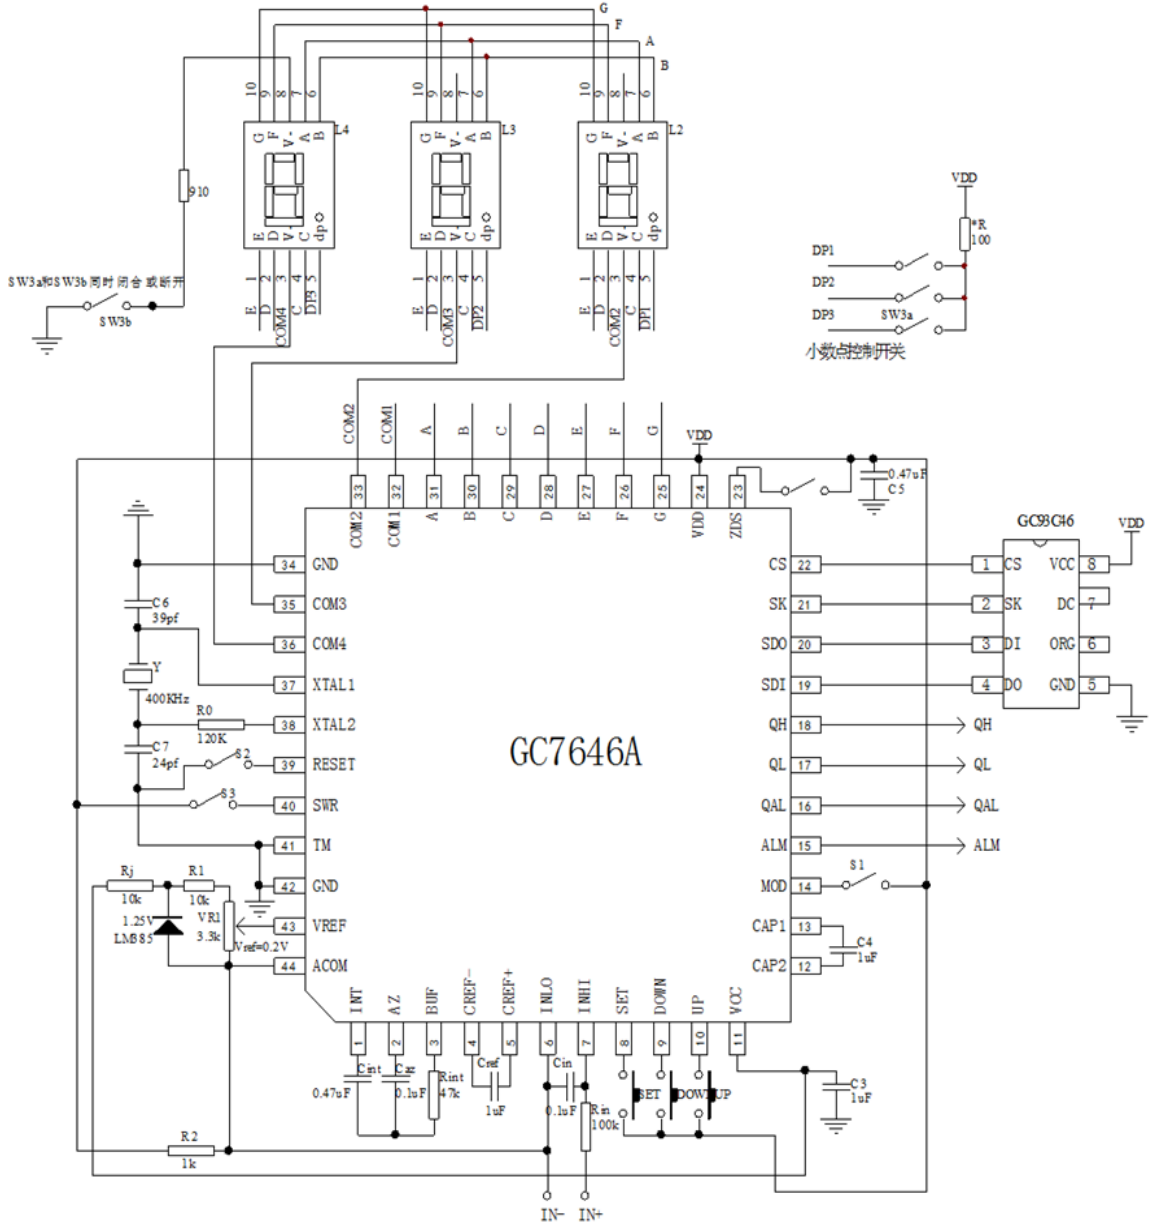 G
F
A
B
10 9 8 7 6
10 9 8 7 6
10 9 8 7 6
G F V- A B
L4
G F V- A B
L3
G F V- A B
L2
910
E D V- C dp
E D V- C dp
E D V- C dp
1 2 3 4 5
1 2 3 4 5
1 2 3 4 5
E D COM4 C DP3
E D COM3 C DP2
E D COM2 C DP1
VDD
*R
100
DP1
DP2
DP3
SW3a
小数点控制开关
SW3a和SW3b同时闭合或断开
SW3b
COM2 COM1 A B C D E F G
VDD
33 32 31 30 29 28 27 26 25 24 23
COM2 COM1 A B C D E F G VDD ZDS
0.47uF
C5
34 GND
35 COM3
36 COM4
37 XTAL1
38 XTAL2
39 RESET
40 SWR
41 TM
42 GND
43 VREF
44 ACOM
C6
39pf
Y
400KHz
R0
120K
C7
24pf
S2
S3
Rj
10k
R1
10k
1.25V
LM385
VR1
3.3k
Vref=0.2V
GC7646A
CS 22
SK 21
SDO 20
SDI 19
QH 18
QL 17
QAL 16
ALM 15
MOD 14
CAP1 13
CAP2 12
GC93C46
VDD
1 CS VCC 8
2 SK DC 7
3 DI ORG 6
4 DO GND 5
QH
QL
QAL
ALM
S1
C4
1uF
INT AZ BUF CREF- CREF+ INLO INHI SET DOWN UP VCC
1 2 3 4 5 6 7 8 9 10 11
Cint
0.47uF
Caz
0.1uF
Rint
47k
Cref
1uF
Cin
0.1uF
Rin
100k
SET
DOWN
UP
C3
1uF
R2
1k
IN-
IN+